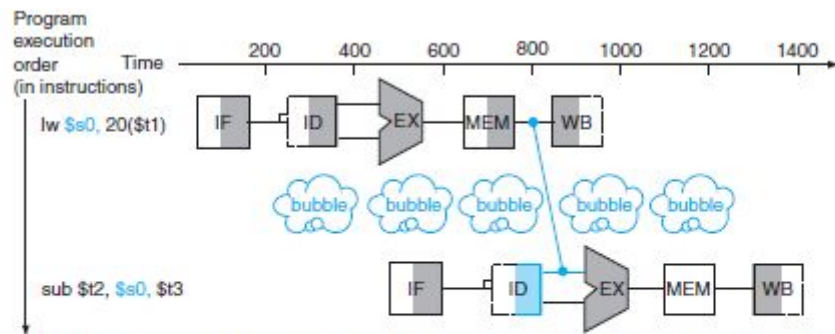 Program
execution
order
(in instructions)
Time
200 400 600 800 1000 1200 1400
lw $s0, 20($t1)
IF ID EX MEM WB
bubble bubble bubble bubble bubble
sub $t2, $s0, $t3
IF ID EX MEM WB